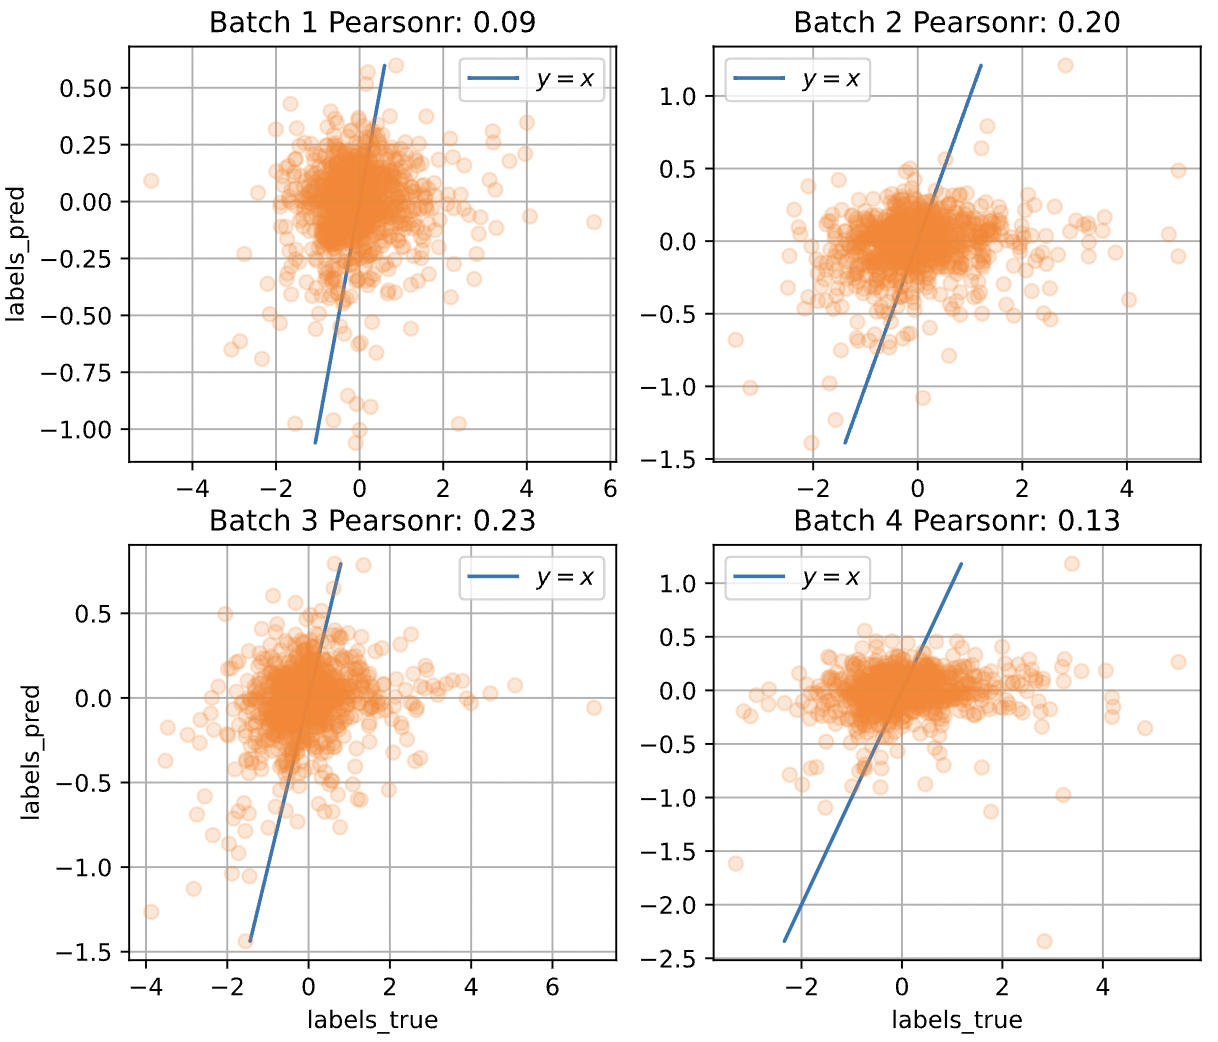 Batch 1 Pearsonr: 0.09
Batch 2 Pearsonr: 0.20
y = x
y = x
labels_pred
0.50
0.25
0.00
−0.25
−0.50
−0.75
−1.00
1.0
0.5
0.0
−0.5
−1.0
−1.5
−4 −2 0 2 4 6
−2 0 2 4
Batch 3 Pearsonr: 0.23
Batch 4 Pearsonr: 0.13
y = x
y = x
labels_pred
0.5
0.0
−0.5
−1.0
−1.5
1.0
0.5
0.0
−0.5
−1.0
−1.5
−2.0
−2.5
−4 −2 0 2 4 6
−2 0 2 4
labels_true
labels_true